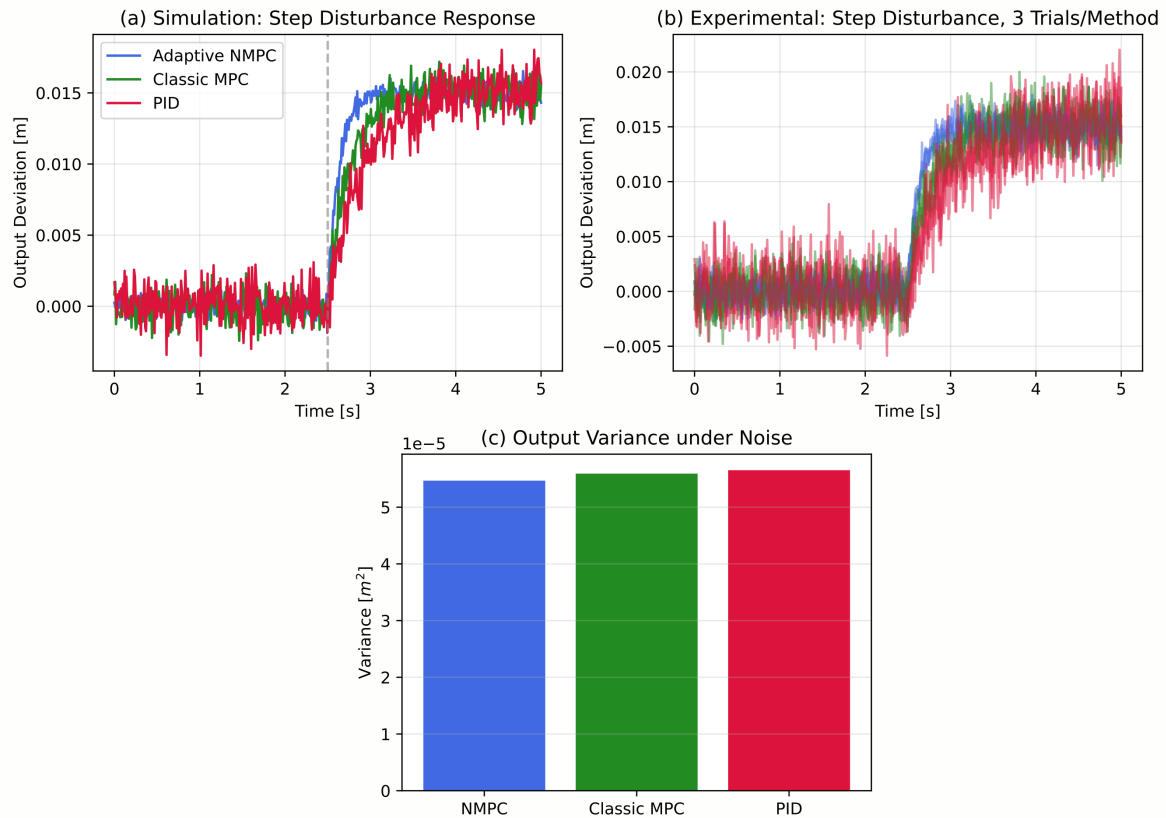 (a) Simulation: Step Disturbance Response
Output Deviation [m]
0.015
0.010
0.005
0.000
Adaptive NMPC
Classic MPC
PID
0 1 2 3 4 5
Time [s]
(b) Experimental: Step Disturbance, 3 Trials/Method
Output Deviation [m]
0.020
0.015
0.010
0.005
0.000
−0.005
0 1 2 3 4 5
Time [s]
(c) Output Variance under Noise
1e−5
Variance [m²]
5
4
3
2
1
0
NMPC Classic MPC PID